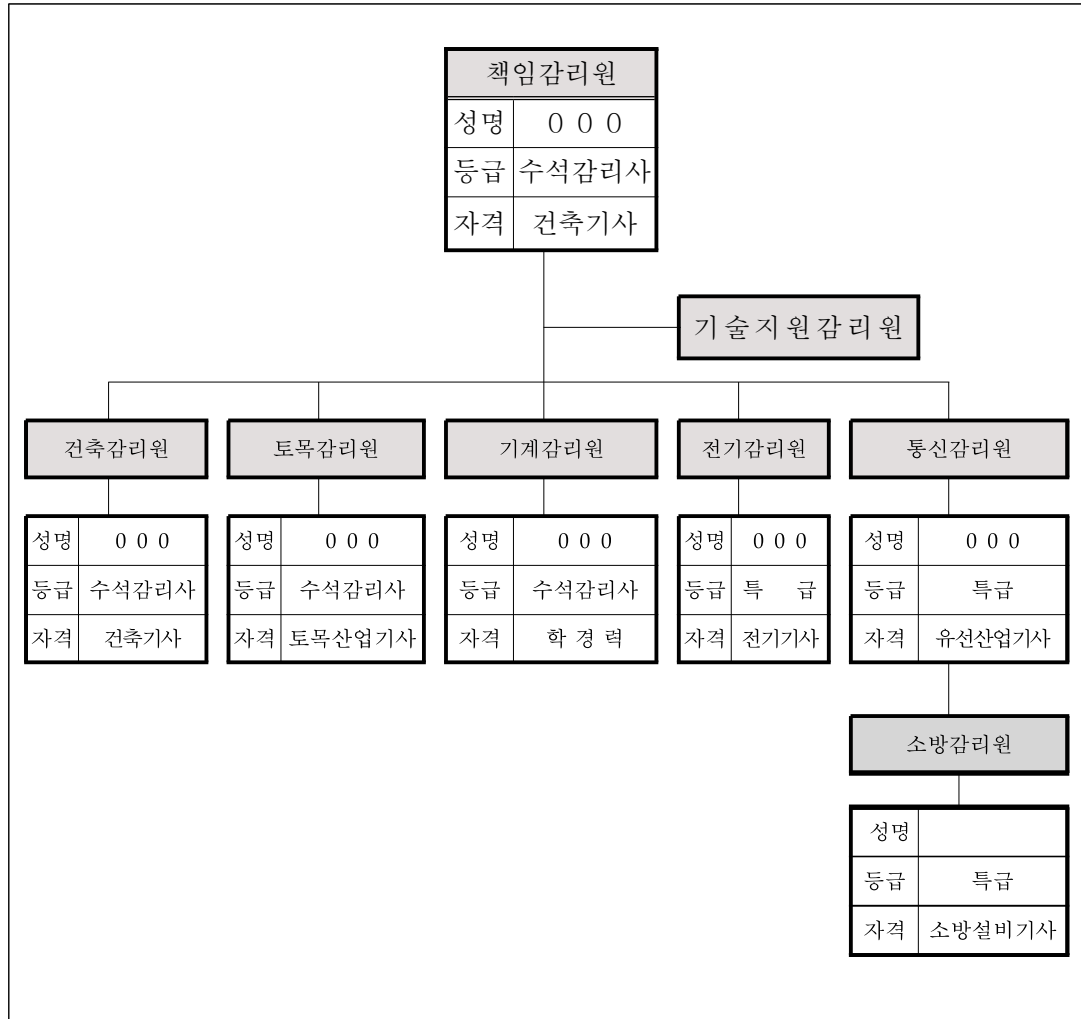 책임감리원
성명 0 0 0
등급 수석감리사
자격 건축기사
기술지원감리원
건축감리원 토목감리원 기계감리원 전기감리원 통신감리원
성명 0 0 0 성명 0 0 0 성명 0 0 0 성명 0 0 0 성명 0 0 0
등급 수석감리사 등급 수석감리사 등급 수석감리사 등급 특 급 등급 특급
자격 건축기사 자격 토목산업기사 자격 학 경 력 자격 전기기사 자격 유선산업기사
소방감리원
성명
등급 특급
자격 소방설비기사